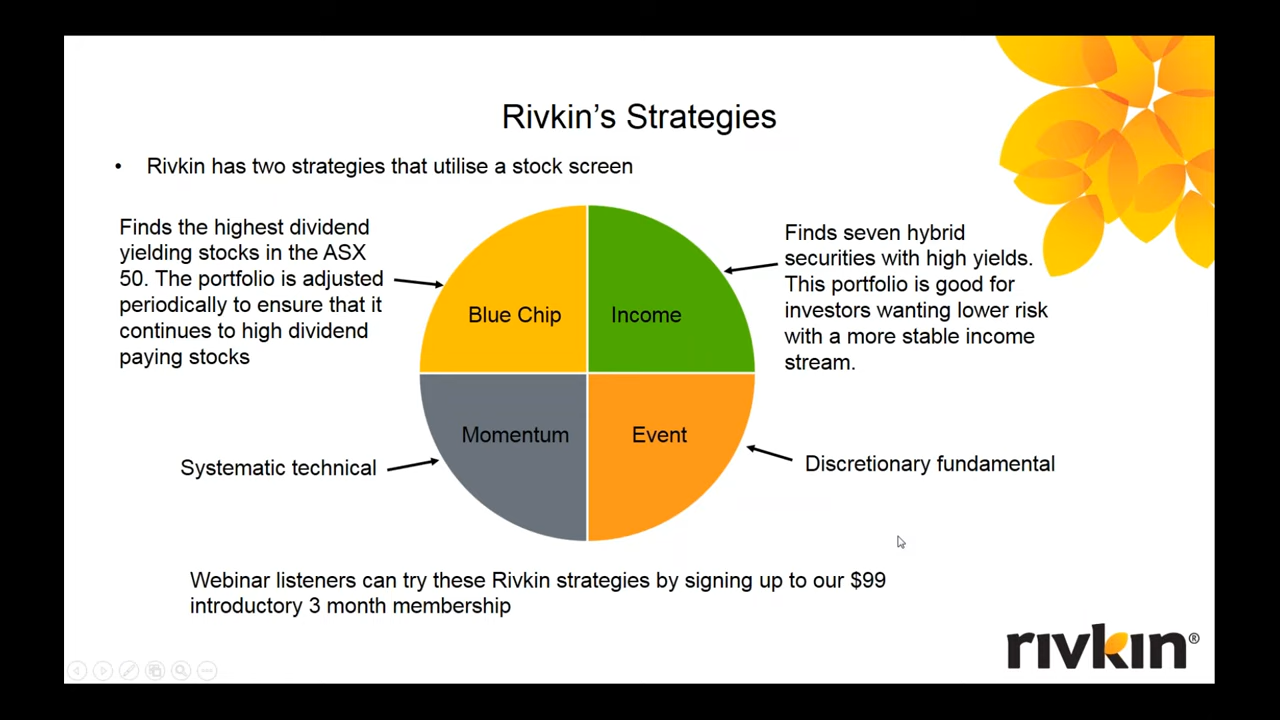 Rivkin's Strategies
• Rivkin has two strategies that utilise a stock screen
Finds the highest dividend
yielding stocks in the ASX
50. The portfolio is adjusted
periodically to ensure that it
continues to high dividend
paying stocks
Blue Chip
Income
Finds seven hybrid
securities with high yields.
This portfolio is good for
investors wanting lower risk
with a more stable income
stream.
Momentum
Event
Systematic technical
Discretionary fundamental
Webinar listeners can try these Rivkin strategies by signing up to our $99
introductory 3 month membership
rivkin®